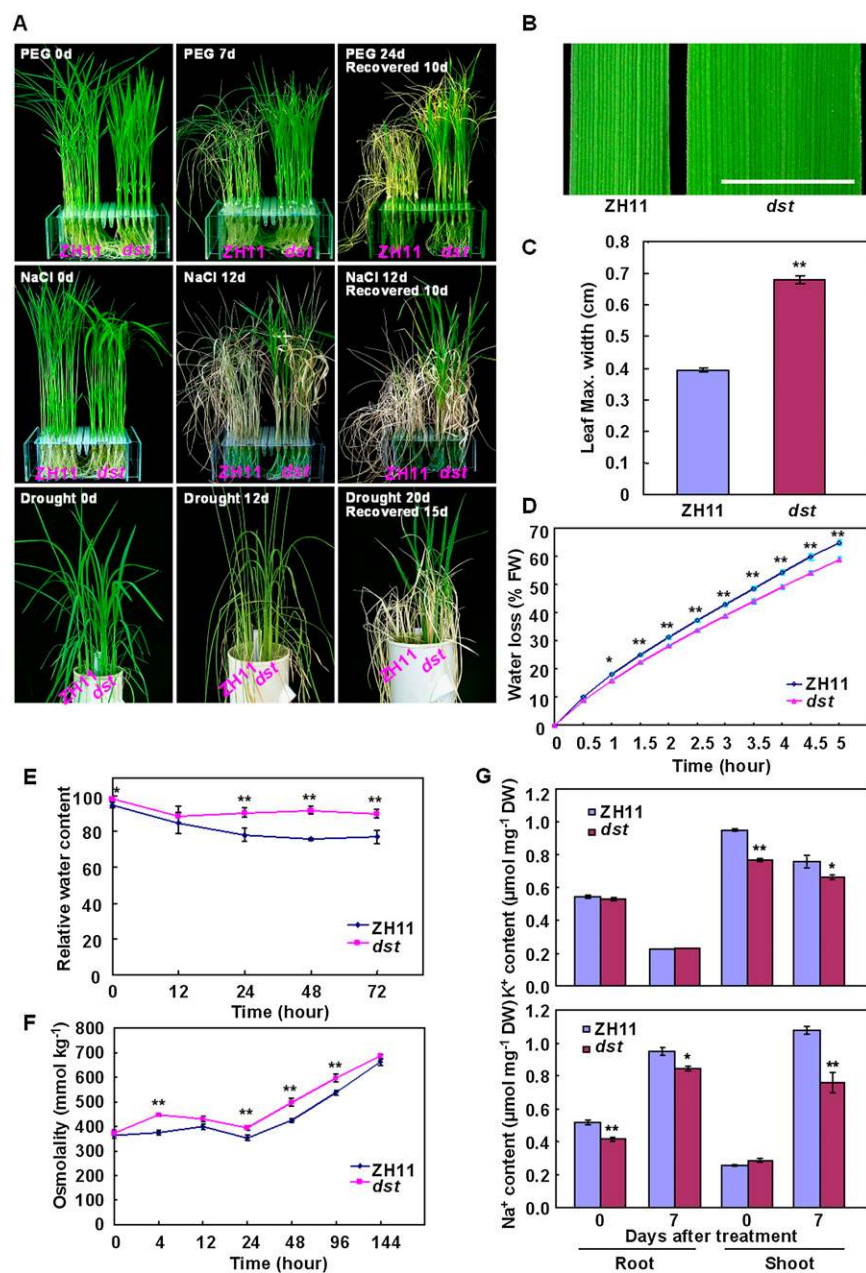 A
PEG 0d
PEG 7d
PEG 24d
Recovered 10d
ZH11 dst
ZH11 dst
ZH11 dst
NaCl 0d
NaCl 12d
NaCl 12d
Recovered 10d
ZH11 dst
ZH11 dst
ZH11 dst
Drought 0d
Drought 12d
Drought 20d
Recovered 15d
ZH11 dst
ZH11 dst
ZH11 dst
B
ZH11 dst
C
Leaf Max. width (cm)
0.8
0.6
0.4
0.2
0
**
ZH11 dst
D
Water loss (% FW)
70
60
50
40
30
20
10
0
* ** ** ** ** ** ** ** **
ZH11
dst
0 0.5 1 1.5 2 2.5 3 3.5 4 4.5 5
Time (hour)
E
Relative water content
100
80
60
40
20
0
* ** ** **
ZH11
dst
0 12 24 48 72
Time (hour)
F
Osmolality (mmol kg-1)
800
700
600
500
400
300
200
100
0
** ** ** **
ZH11
dst
0 4 12 24 48 96 144
Time (hour)
G
K+ content (µmol mg-1 DW)
1.2
1.0
0.8
0.6
0.4
0.2
0.0
ZH11
dst
** *
Na+ content (µmol mg-1 DW)
1.2
1.0
0.8
0.6
0.4
0.2
0.0
ZH11
dst
** * **
0 7 0 7
Days after treatment
Root Shoot